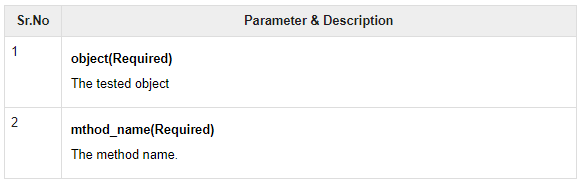 Sr.No Parameter & Description
1
object(Required)
The tested object
2
mthod_name(Required)
The method name.